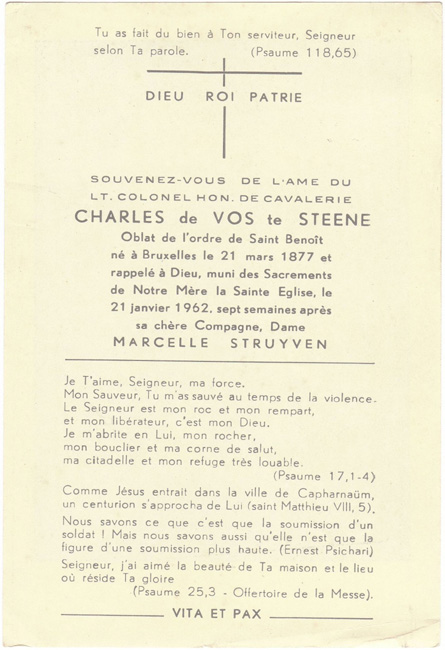 Tu as fait du bien à Ton serviteur, Seigneur
selon Ta parole. (Psaume 118,65)
DIEU ROI PATRIE
SOUVENEZ-VOUS DE L'AME DU
LT. COLONEL HON. DE CAVALERIE
CHARLES de VOS te STEENE
Oblat de l'ordre de Saint Benoît
né à Bruxelles le 21 mars 1877 et
rappelé à Dieu, muni des Sacrements
de Notre Mère la Sainte Eglise, le
21 janvier 1962, sept semaines après
sa chère Compagne, Dame
MARCELLE STRUYVEN
Je T'aime, Seigneur, ma force.
Mon Sauveur, Tu m'as sauvé au temps de la violence.
Le Seigneur est mon roc et mon rempart,
et mon libérateur, c'est mon Dieu.
Je m'abrite en Lui, mon rocher,
mon bouclier et ma corne de salut,
ma citadelle et mon refuge très louable.
(Psaume 17,1-4)
Comme Jésus entrait dans la ville de Capharnaüm,
un centurion s'approcha de Lui (saint Matthieu VIII, 5).
Nous savons ce que c'est que la soumission d'un
soldat ! Mais nous savons aussi qu'elle n'est que la
figure d'une soumission plus haute. (Ernest Psichari)
Seigneur, j'ai aimé la beauté de Ta maison et le lieu
où réside Ta gloire
(Psaume 25,3 - Offertoire de la Messe).
VITA ET PAX